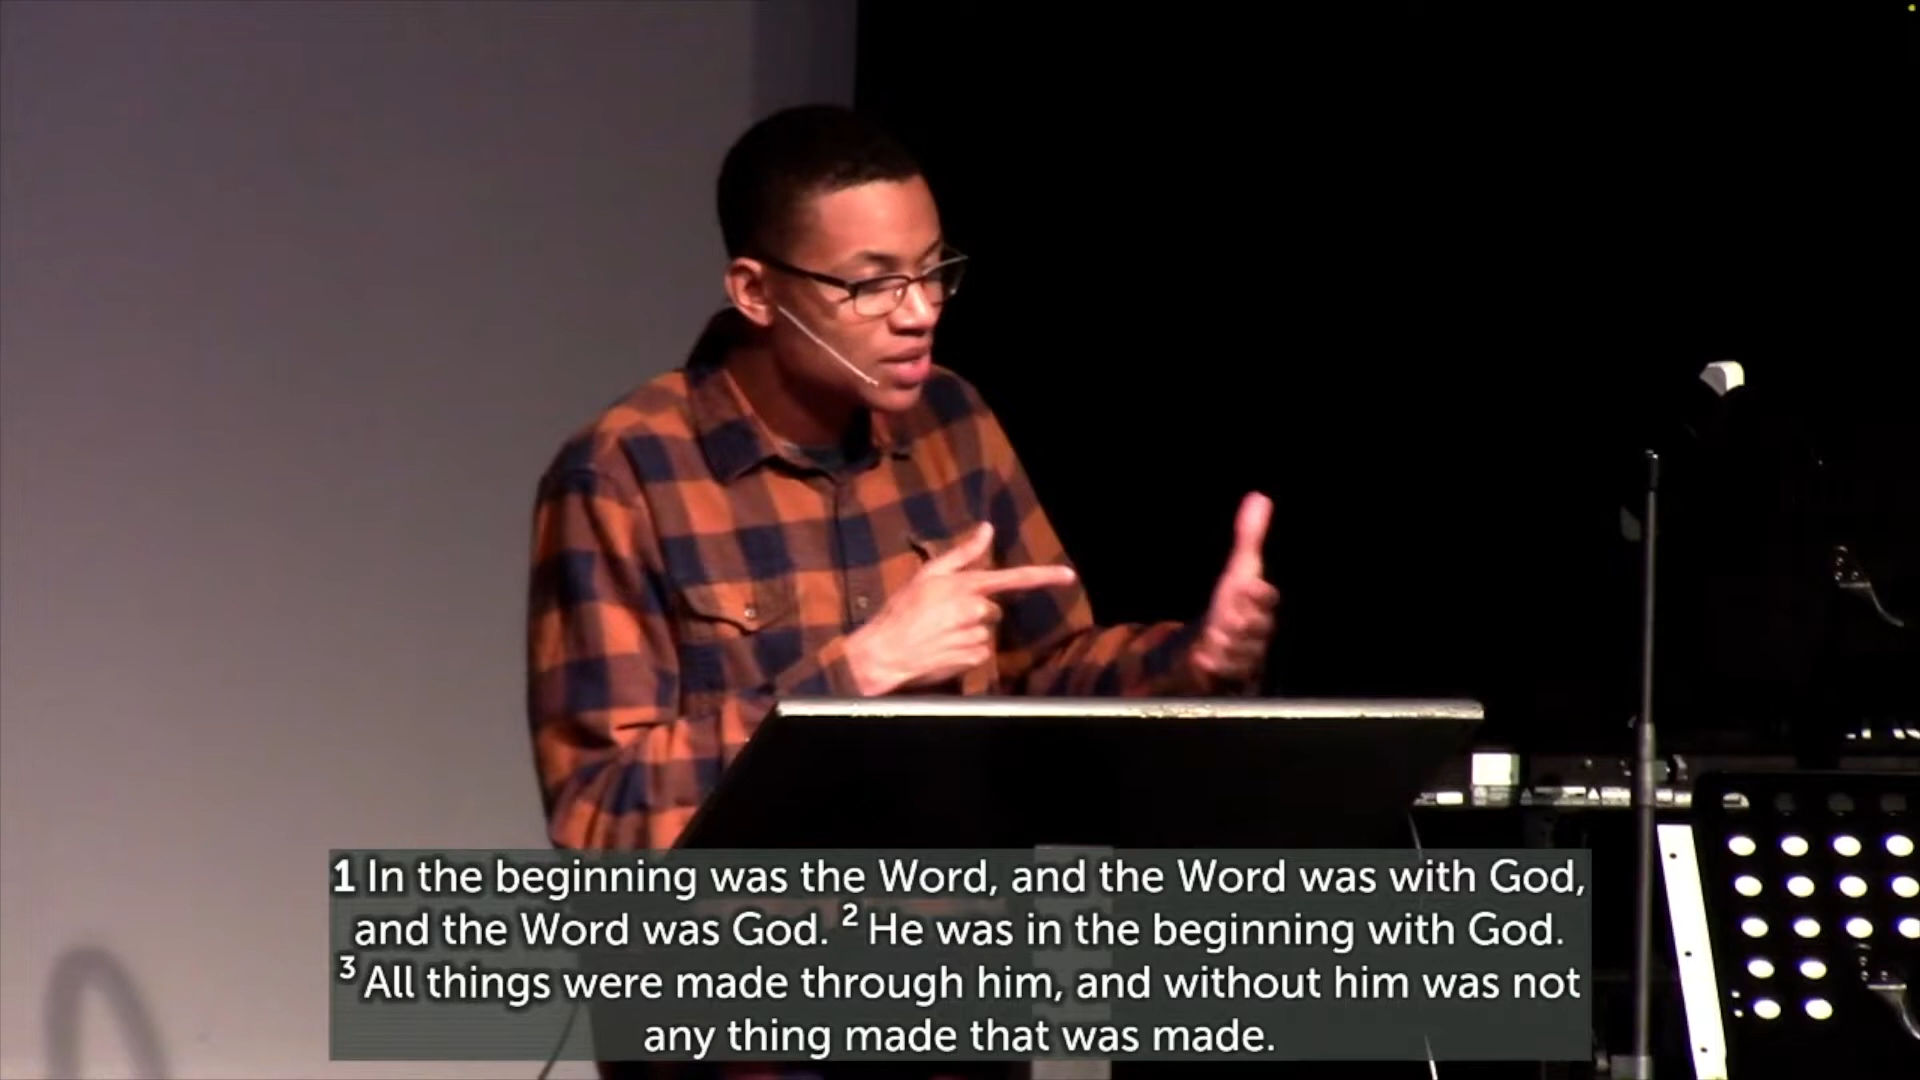 1 In the beginning was the Word, and the Word was with God,
and the Word was God. 2 He was in the beginning with God.
3 All things were made through him, and without him was not
any thing made that was made.